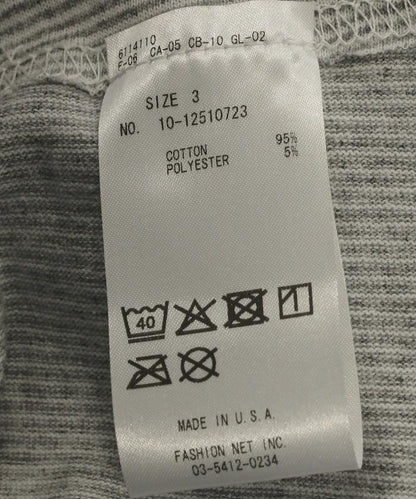 6114110
F-06 CA-05 CB-10 GL-02
SIZE 3
NO. 10-12510723
COTTON 95%
POLYESTER 5%
40
MADE IN U.S.A.
FASHION NET INC.
03-5412-0234